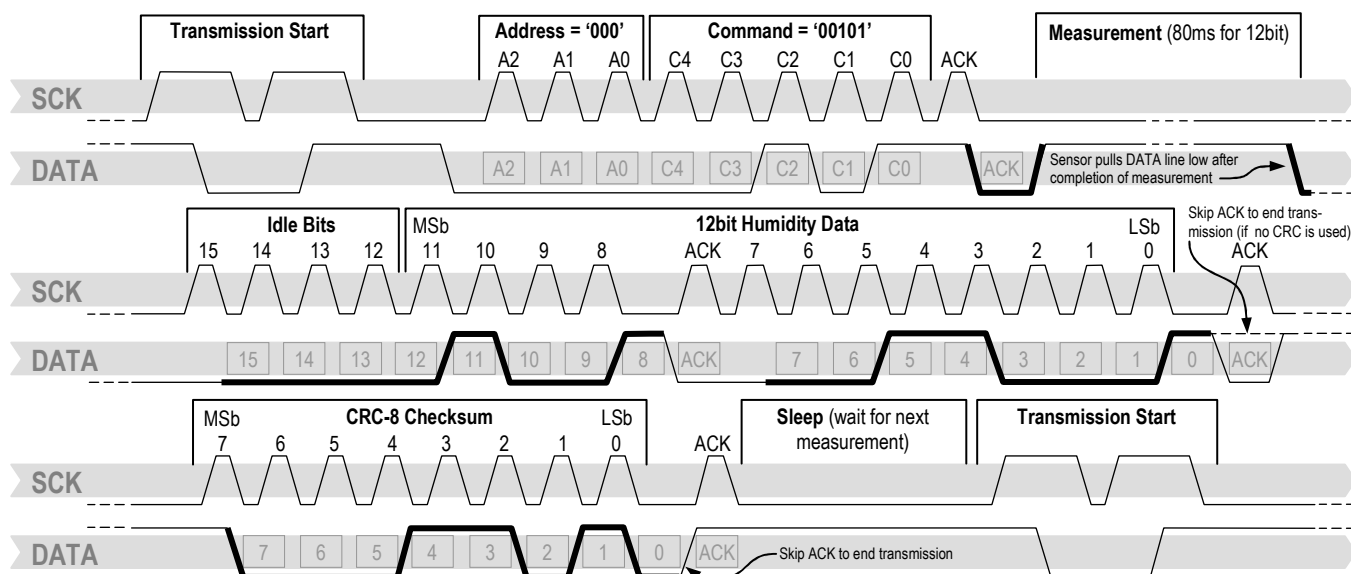 Transmission Start
Address = ‘000’
Command = ‘00101’
Measurement (80ms for 12bit)
A2 A1 A0 C4 C3 C2 C1 C0 ACK
SCK
DATA
A2 A1 A0 C4 C3 C2 C1 C0 ACK
Sensor pulls DATA line low after
completion of measurement
Idle Bits
12bit Humidity Data
MSb
LSb
Skip ACK to end trans-
mission (if no CRC is used)
15 14 13 12 11 10 9 8 ACK 7 6 5 4 3 2 1 0 ACK
SCK
DATA
15 14 13 12 11 10 9 8 ACK 7 6 5 4 3 2 1 0 ACK
MSb
CRC-8 Checksum
LSb
Sleep (wait for next
measurement)
Transmission Start
7 6 5 4 3 2 1 0 ACK
SCK
DATA
7 6 5 4 3 2 1 0 ACK
Skip ACK to end transmission